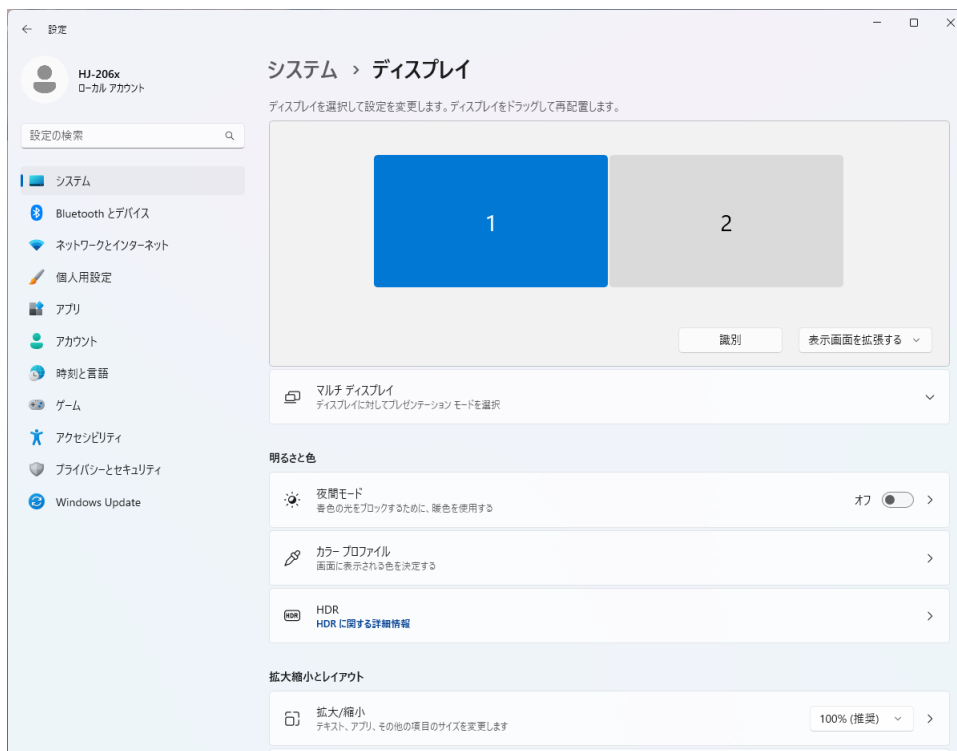 設定
HJ-206x
ローカル アカウント
設定の検索
システム
Bluetooth とデバイス
ネットワークとインターネット
個人用設定
アプリ
アカウント
時刻と言語
ゲーム
アクセシビリティ
プライバシーとセキュリティ
Windows Update
システム › ディスプレイ
ディスプレイを選択して設定を変更します。ディスプレイをドラッグして再配置します。
1
2
識別
表示画面を拡張する
マルチ ディスプレイ
ディスプレイに対してプレゼンテーション モードを選択
明るさと色
夜間モード
青色の光をブロックするために、暖色を使用する
オフ
カラー プロファイル
画面に表示される色を決定する
HDR
HDR
HDR に関する詳細情報
拡大縮小とレイアウト
拡大/縮小
テキスト、アプリ、その他の項目のサイズを変更します
100% (推奨)